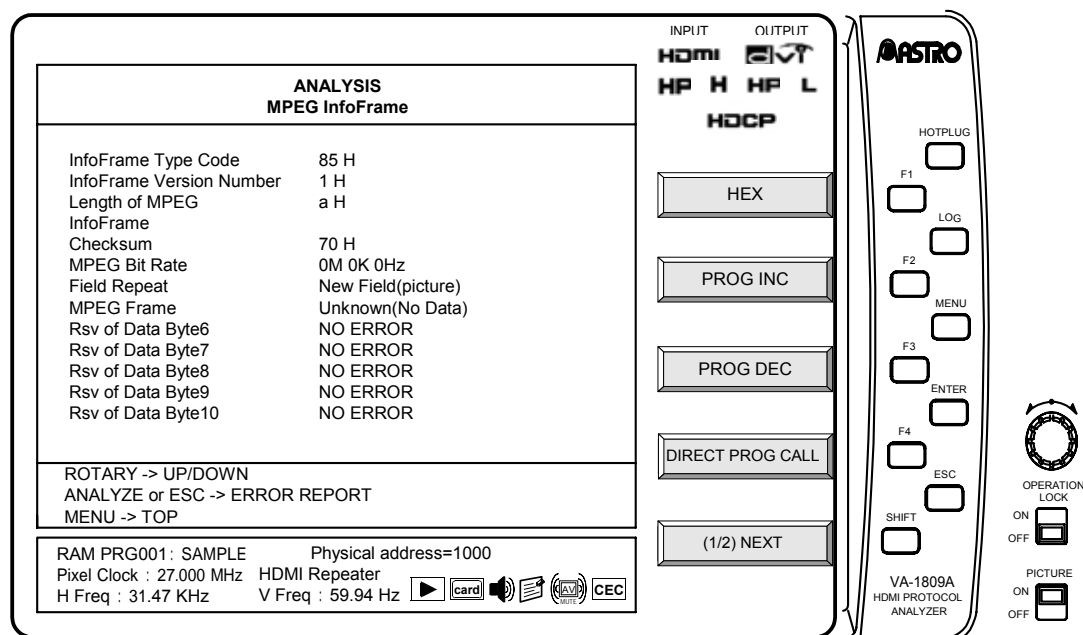 ANALYSIS
MPEG InfoFrame
InfoFrame Type Code 85 H
InfoFrame Version Number 1 H
Length of MPEG a H
InfoFrame
Checksum 70 H
MPEG Bit Rate 0M 0K 0Hz
Field Repeat New Field(picture)
MPEG Frame Unknown(No Data)
Rsv of Data Byte6 NO ERROR
Rsv of Data Byte7 NO ERROR
Rsv of Data Byte8 NO ERROR
Rsv of Data Byte9 NO ERROR
Rsv of Data Byte10 NO ERROR
ROTARY -> UP/DOWN
ANALYZE or ESC -> ERROR REPORT
MENU -> TOP
RAM PRG001: SAMPLE Physical address=1000
Pixel Clock : 27.000 MHz HDMI Repeater
H Freq : 31.47 KHz V Freq : 59.94 Hz card AV MUTE CEC
INPUT OUTPUT
HDMI DVI
HP H HP L
HDCP
HEX
PROG INC
PROG DEC
DIRECT PROG CALL
(1/2) NEXT
ASTRO
HOTPLUG
F1
LOG
F2
MENU
F3
ENTER
F4
ESC
SHIFT
VA-1809A
HDMI PROTOCOL
ANALYZER
OPERATION
LOCK
ON
OFF
PICTURE
ON
OFF